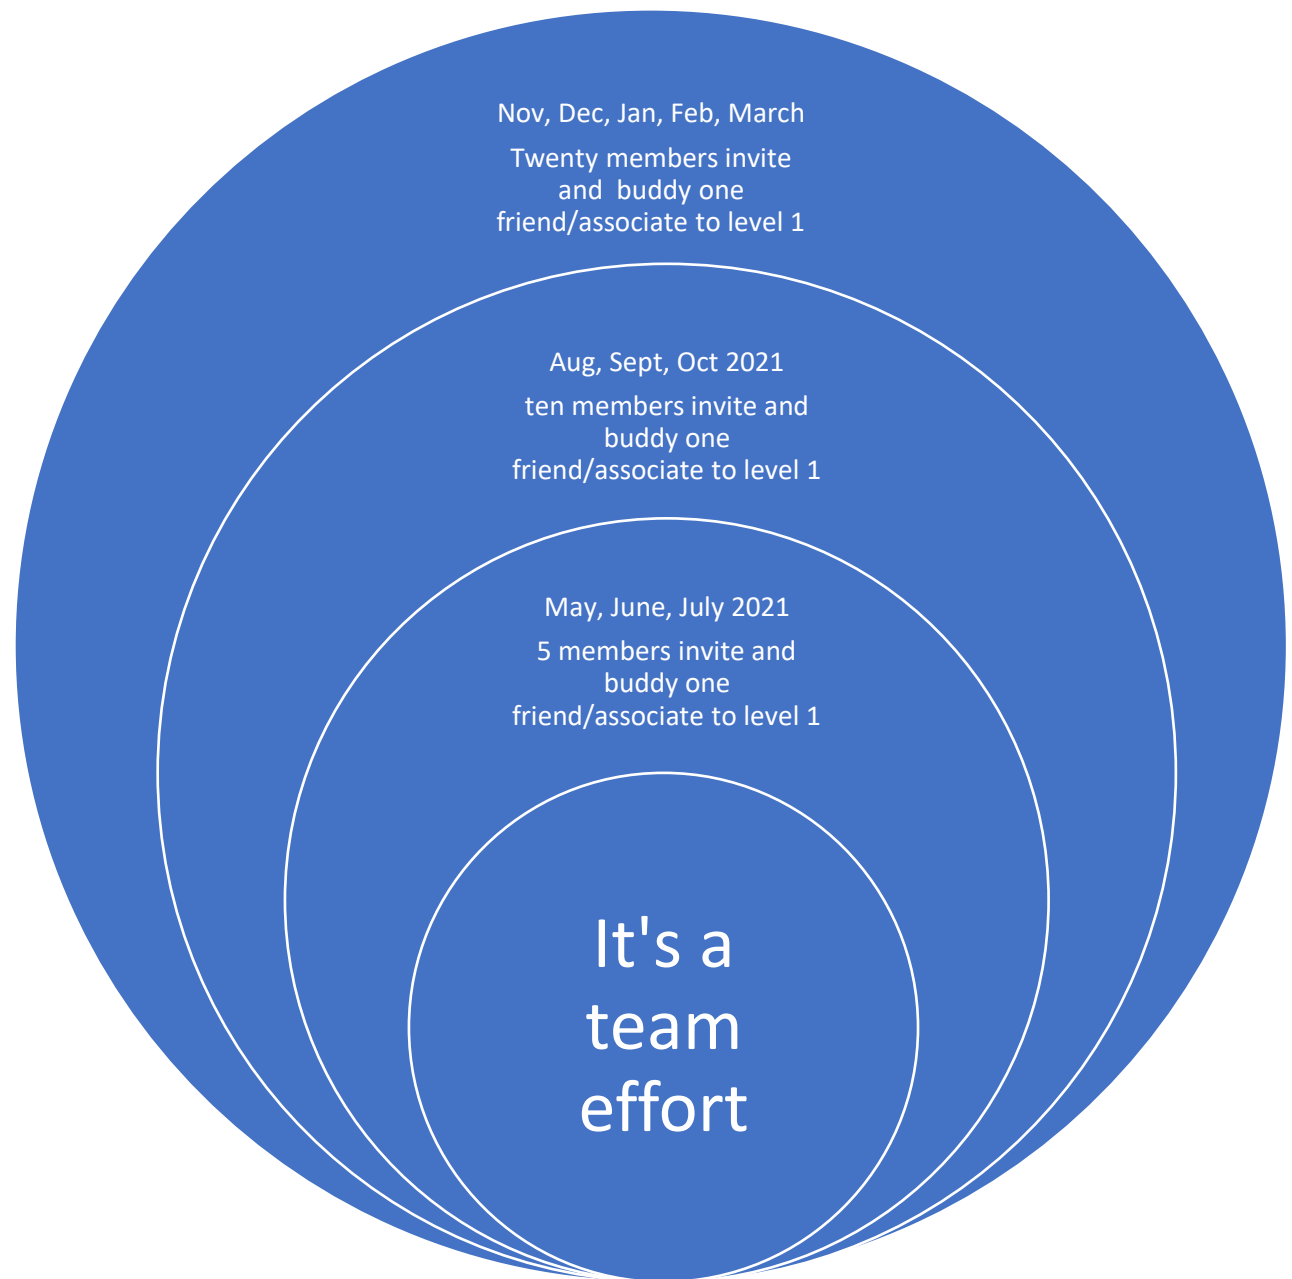 Nov, Dec, Jan, Feb, March
Twenty members invite
and  buddy one
friend/associate to level 1
Aug, Sept, Oct 2021
ten members invite and
buddy one
friend/associate to level 1
May, June, July 2021
5 members invite and
buddy one
friend/associate to level 1
It's a
team
effort